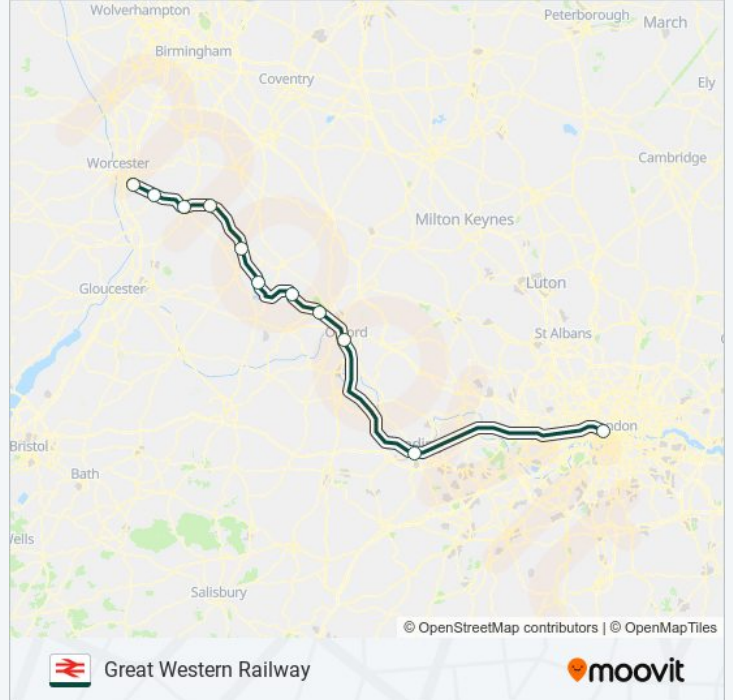 Wolverhampton
Peterborough
March
Birmingham
Coventry
Ely
Worcester
Cambridge
Milton Keynes
Gloucester
Luton
St Albans
Bristol
Bath
Salisbury
© OpenStreetMap contributors | © OpenMapTiles
Great Western Railway
moovit